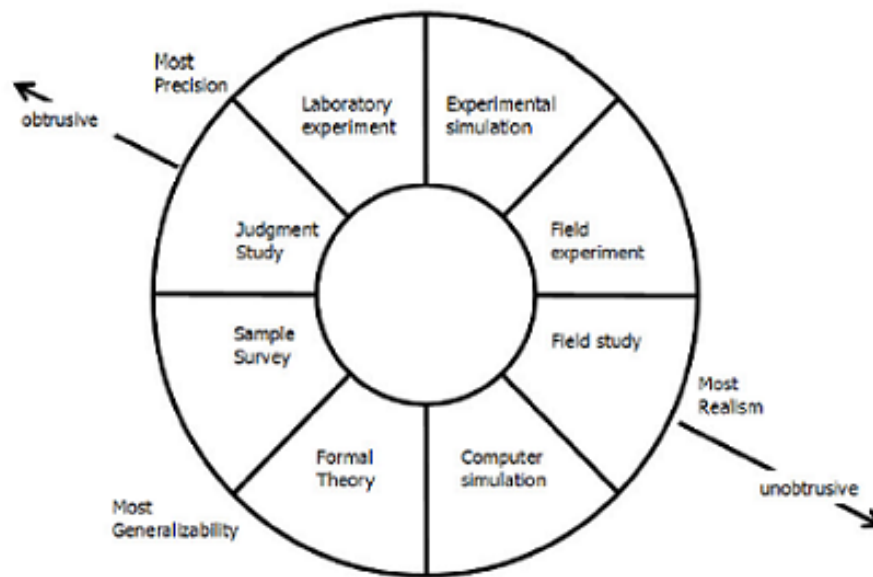 Most
Precision
obtrusive
Laboratory
experiment
Experimental
simulation
Judgment
Study
Field
experiment
Sample
Survey
Field study
Most
Realism
Formal
Theory
Computer
simulation
unobtrusive
Most
Generalizability